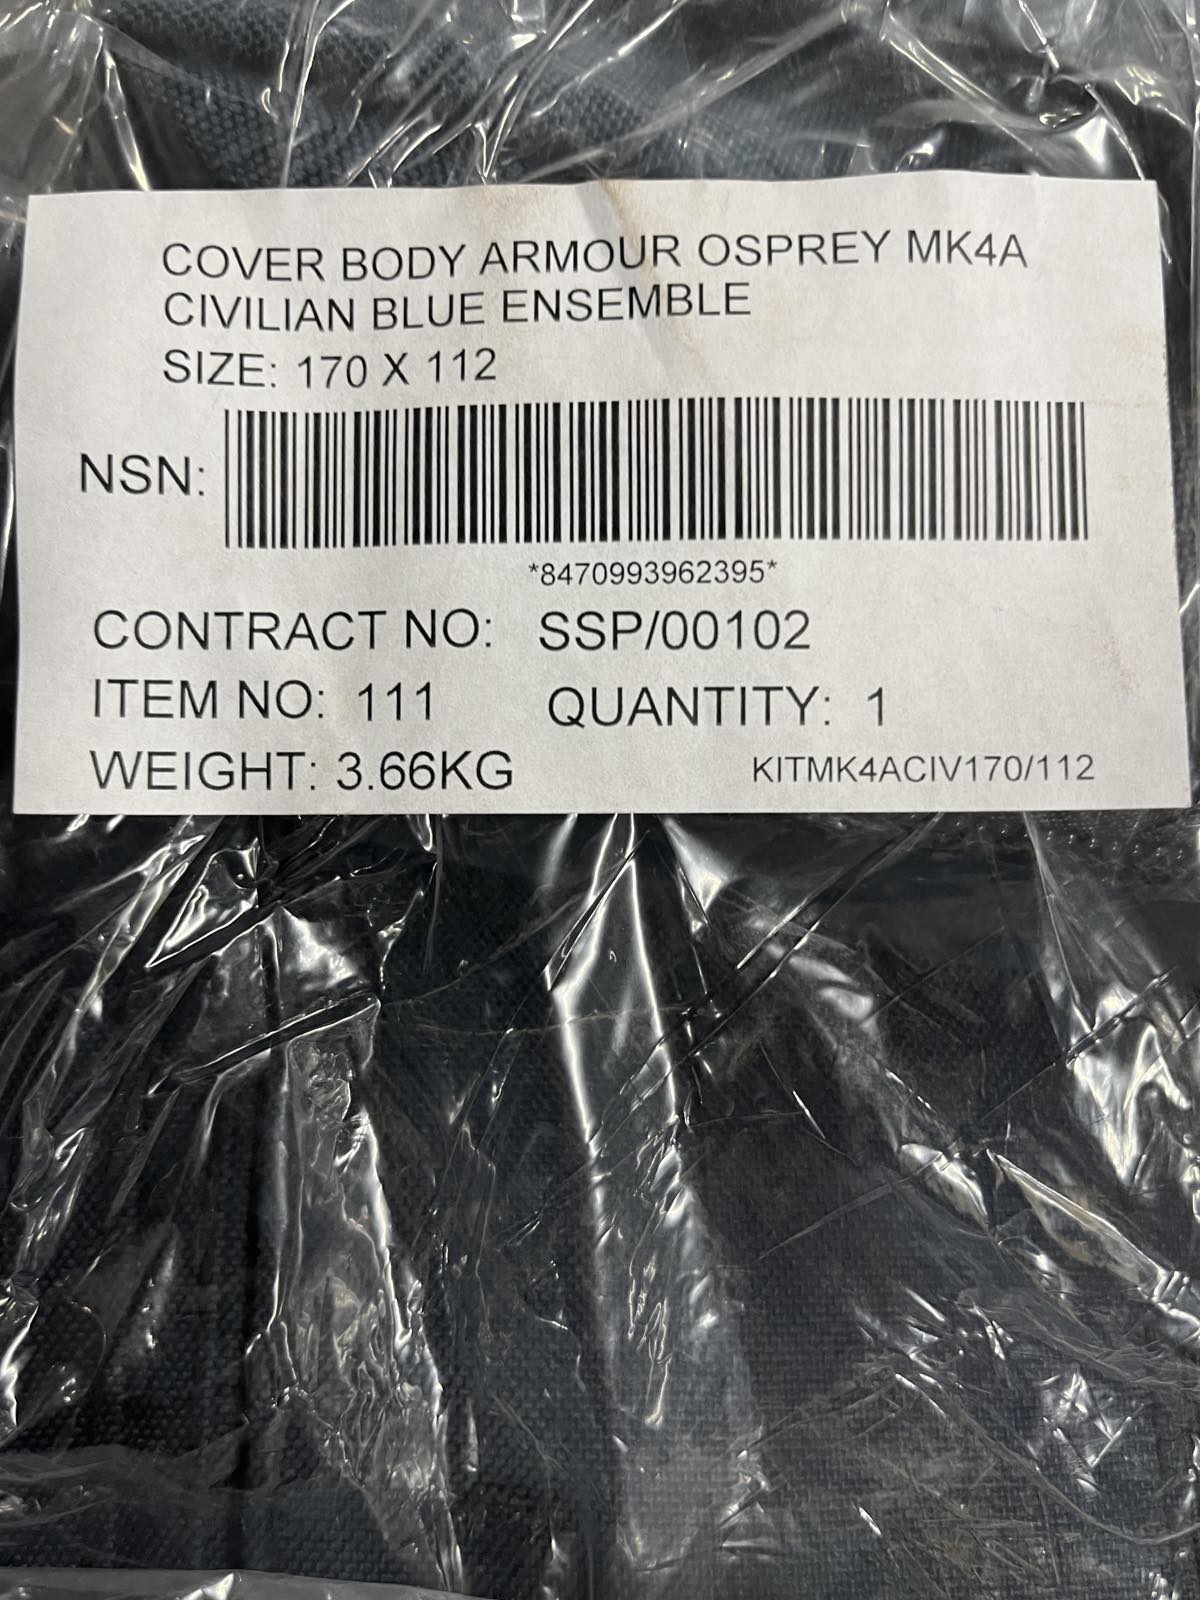 COVER BODY ARMOUR OSPREY MK4A
CIVILIAN BLUE ENSEMBLE
SIZE: 170 X 112
NSN:
*8470993962395*
CONTRACT NO: SSP/00102
ITEM NO: 111 QUANTITY: 1
WEIGHT: 3.66KG KITMK4ACIV170/112